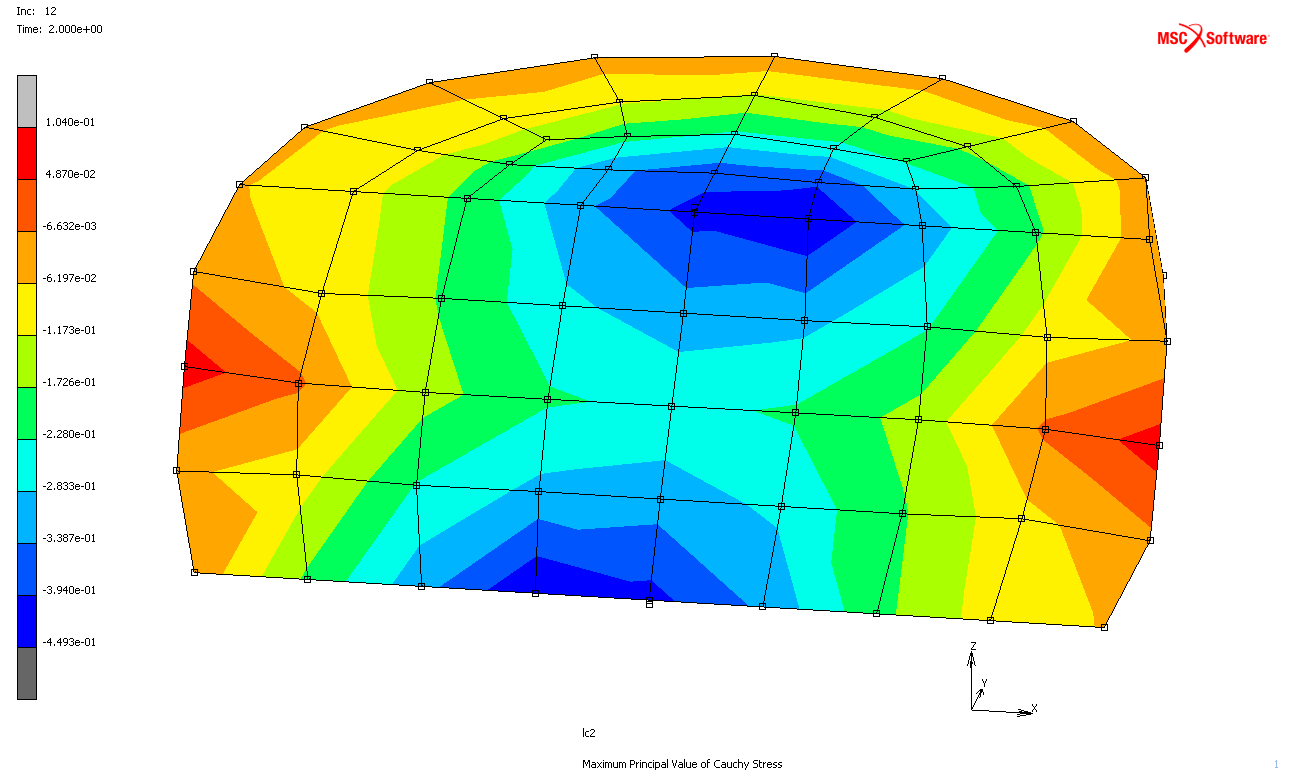 Inc: 12
Time: 2.000e+00
MSC Software
1.040e-01
4.870e-02
-6.632e-03
-6.197e-02
-1.173e-01
-1.726e-01
-2.280e-01
-2.833e-01
-3.387e-01
-3.940e-01
-4.493e-01
Z
Y
X
lc2
Maximum Principal Value of Cauchy Stress
1